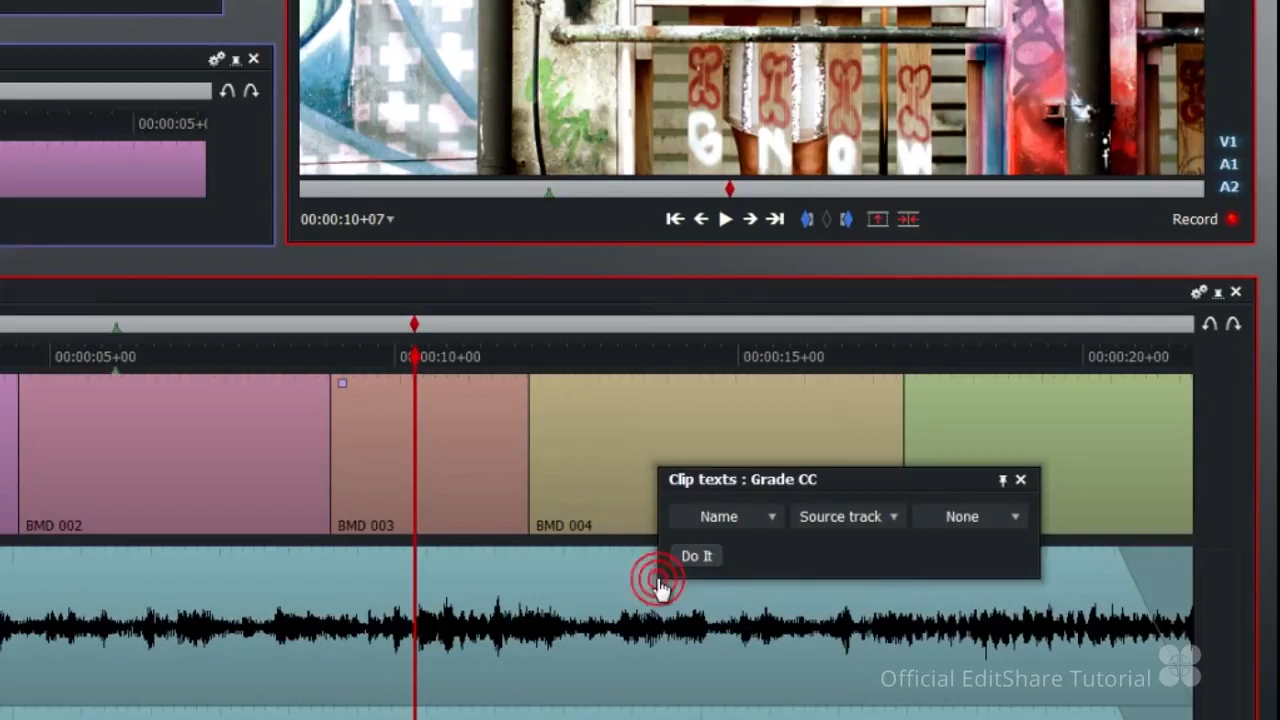 00:00:05+
SNOW
V1
A1
A2
00:00:10+07
Record
00:00:05+00
00:00:10+00
00:00:15+00
00:00:20+00
BMD 002
BMD 003
BMD 004
Clip texts : Grade CC
Name
Source track
None
Do It
Official EditShare Tutorial